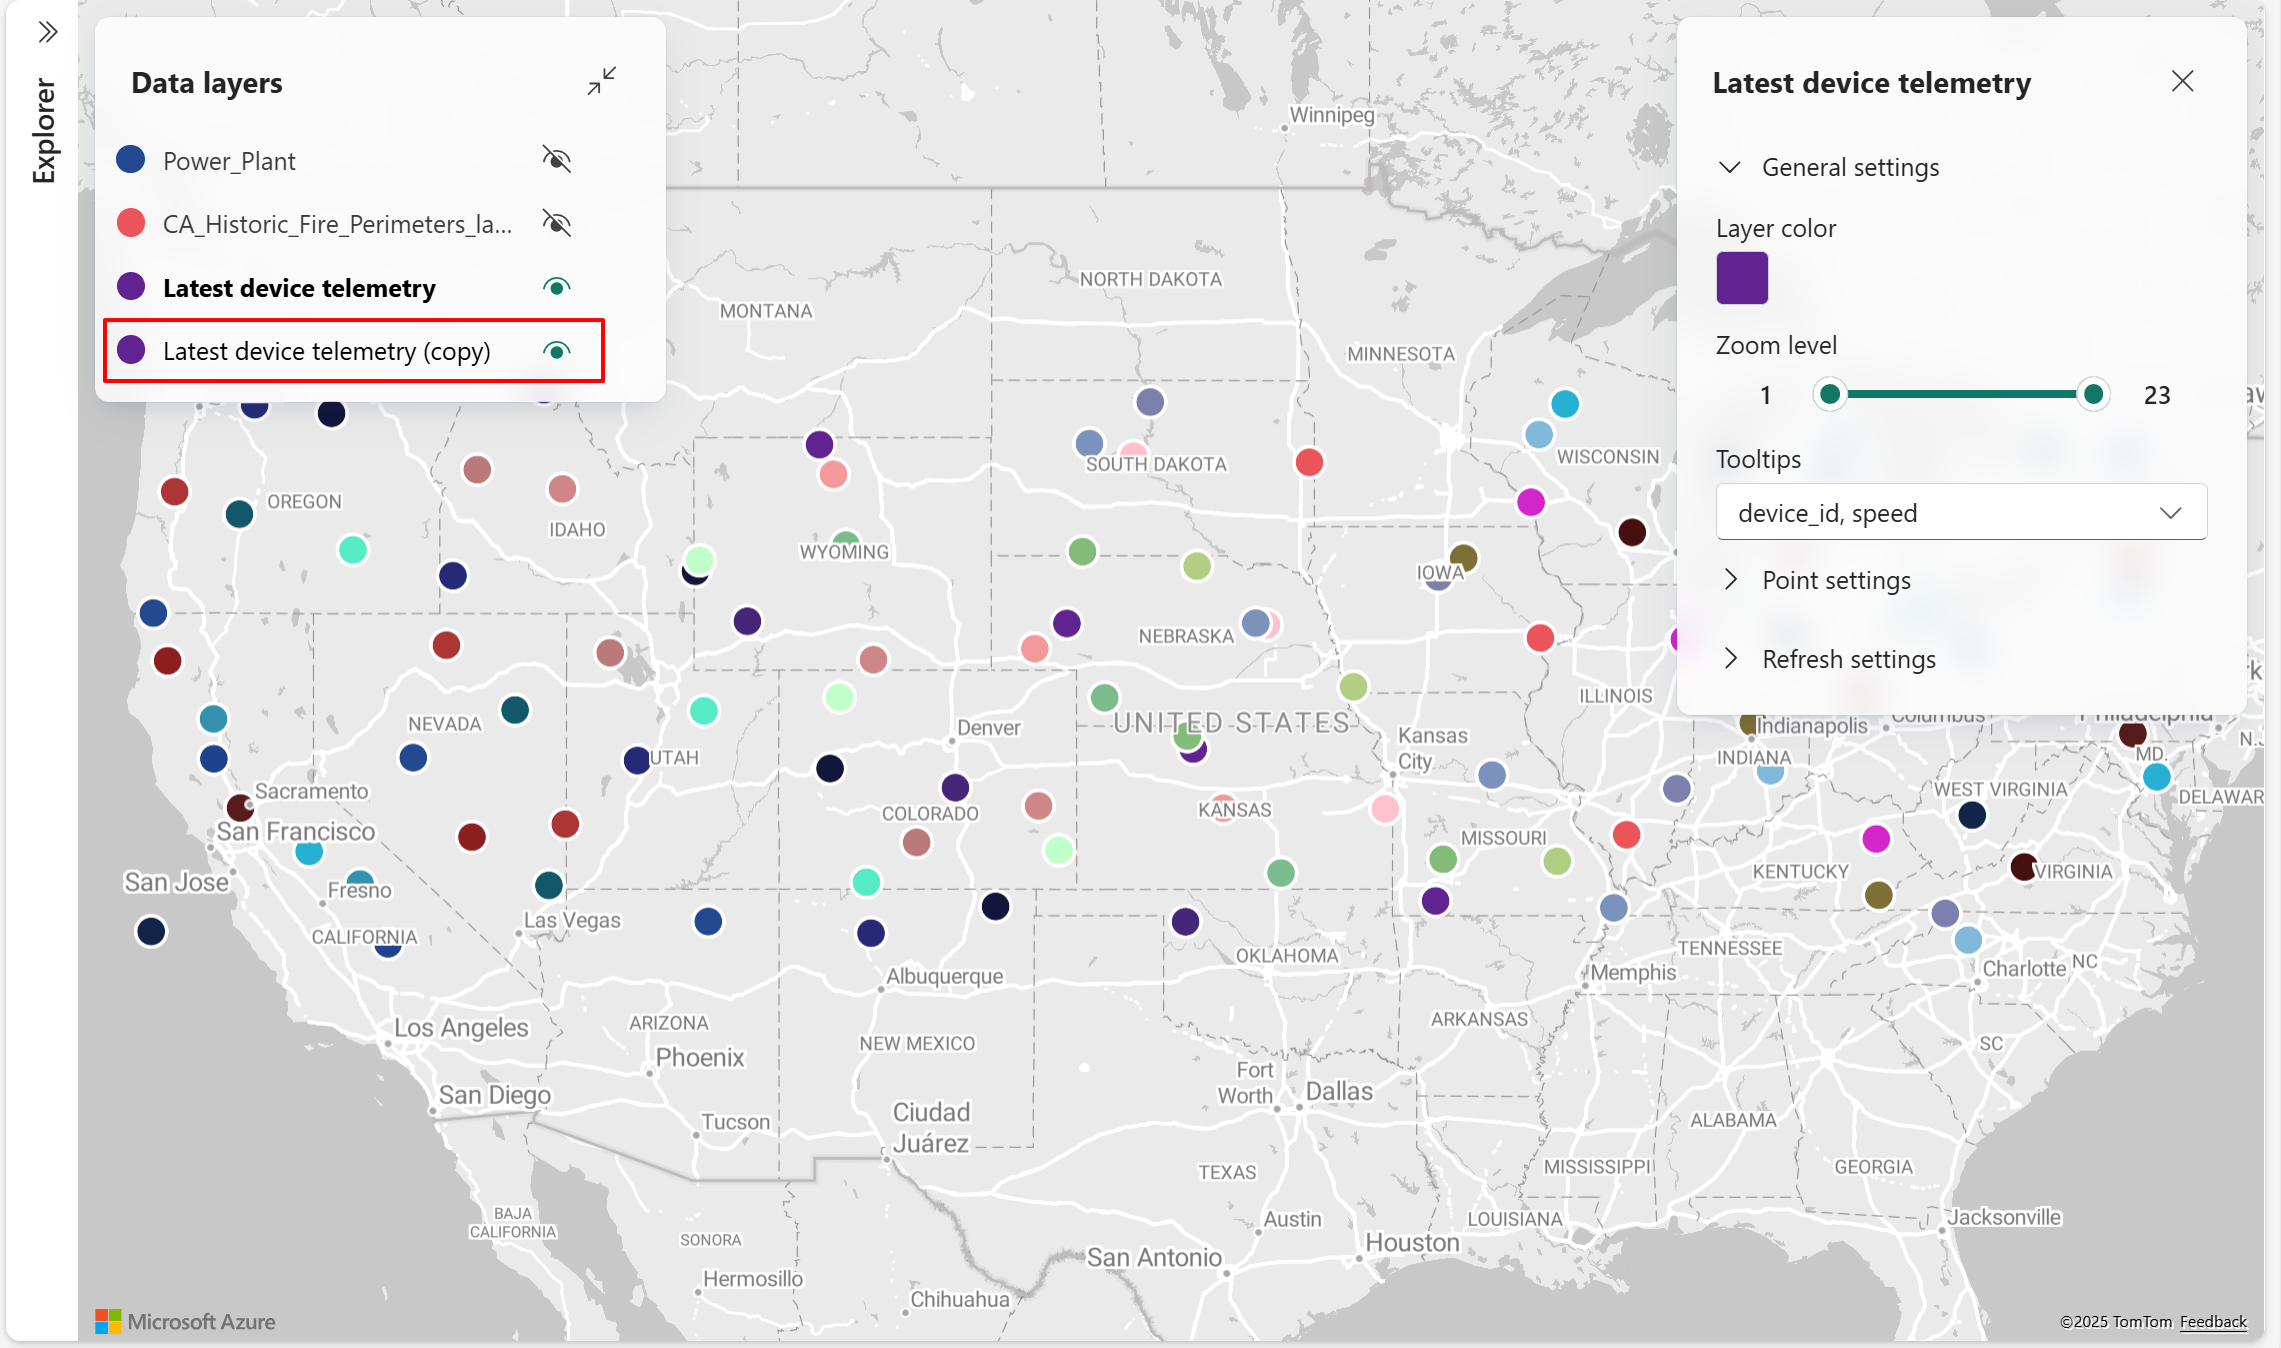 Explorer
Data layers
Power_Plant
CA_Historic_Fire_Perimeters_la...
Latest device telemetry
Latest device telemetry (copy)
Latest device telemetry
General settings
Layer color
Zoom level
1
23
Tooltips
device_id, speed
Point settings
Refresh settings
Winnipeg
NORTH DAKOTA
MONTANA
MINNESOTA
SOUTH DAKOTA
WISCONSIN
OREGON
IDAHO
WYOMING
IOWA
NEBRASKA
ILLINOIS
NEVADA
UNITED STATES
Denver
Kansas
City
Indianapolis
Columbus
Philadelphia
N.J.
UTAH
INDIANA
MD.
Sacramento
WEST VIRGINIA
DELAWAR
COLORADO
KANSAS
San Francisco
MISSOURI
KENTUCKY
VIRGINIA
San Jose
Fresno
Las Vegas
CALIFORNIA
TENNESSEE
OKLAHOMA
Charlotte
NC
Albuquerque
Memphis
Los Angeles
ARIZONA
ARKANSAS
NEW MEXICO
SC
Phoenix
Fort
Worth
Dallas
San Diego
Ciudad
Juárez
Tucson
ALABAMA
TEXAS
MISSISSIPPI
GEORGIA
BAJA
CALIFORNIA
SONORA
Austin
LOUISIANA
Jacksonville
San Antonio
Houston
Hermosillo
Chihuahua
Microsoft Azure
©2025 TomTom Feedback